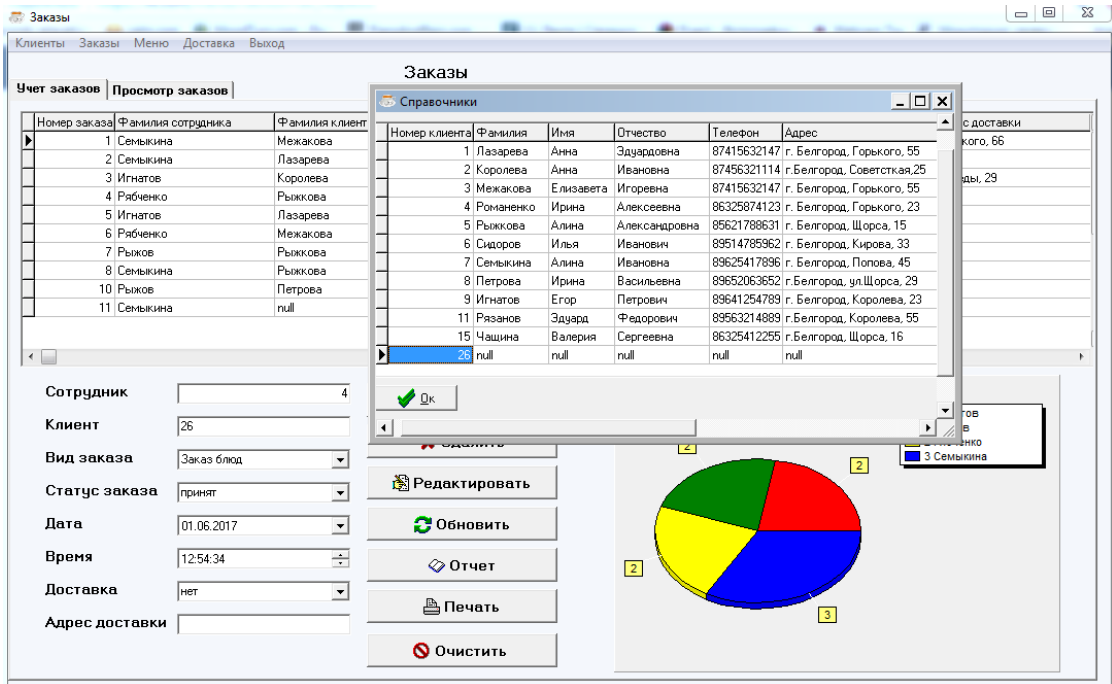 Заказы
Клиенты Заказы Меню Доставка Выход
Заказы
Учет заказов Просмотр заказов
Номер заказа Фамилия сотрудника Фамилия клиент
1 Семыкина Межакова
2 Семыкина Лазарева
3 Игнатов Королева
4 Рябченко Рыжкова
5 Игнатов Лазарева
6 Рябченко Межакова
7 Рыжов Рыжкова
8 Семыкина Рыжкова
10 Рыжов Петрова
11 Семыкина null
с доставки
кого, 66
ды, 29
Справочники
Номер клиента Фамилия Имя Отчество Телефон Адрес
1 Лазарева Анна Эдуардовна 87415632147 г. Белгород, Горького, 55
2 Королева Анна Ивановна 87456321114 г.Белгород, Советсткая,25
3 Межакова Елизавета Игоревна 87415632147 г. Белгород, Горького, 55
4 Романенко Ирина Алексеевна 86325874123 г. Белгород, Горького, 23
5 Рыжкова Алина Александровна 85621788631 г. Белгород, Щорса, 15
6 Сидоров Илья Иванович 89514785962 г. Белгород, Кирова, 33
7 Семыкина Алина Ивановна 89625417896 г. Белгород, Попова, 45
8 Петрова Ирина Васильевна 89652063652 г.Белгород, ул.Щорса, 29
9 Игнатов Егор Петрович 89641254789 г. Белгород, Королева, 23
11 Рязанов Эдуард Федорович 89563214889 г.Белгород, Королева, 55
15 Чащина Валерия Сергеевна 86325412255 г.Белгород, Щорса, 16
26 null null null null null
Ок
Сотрудник 4
Клиент 26
Вид заказа Заказ блюд
Статус заказа принят
Дата 01.06.2017
Время 12:54:34
Доставка нет
Адрес доставки
Удалить
Редактировать
Обновить
Отчет
Печать
Очистить
тов
в
3 Семыкина
2
2
2
3